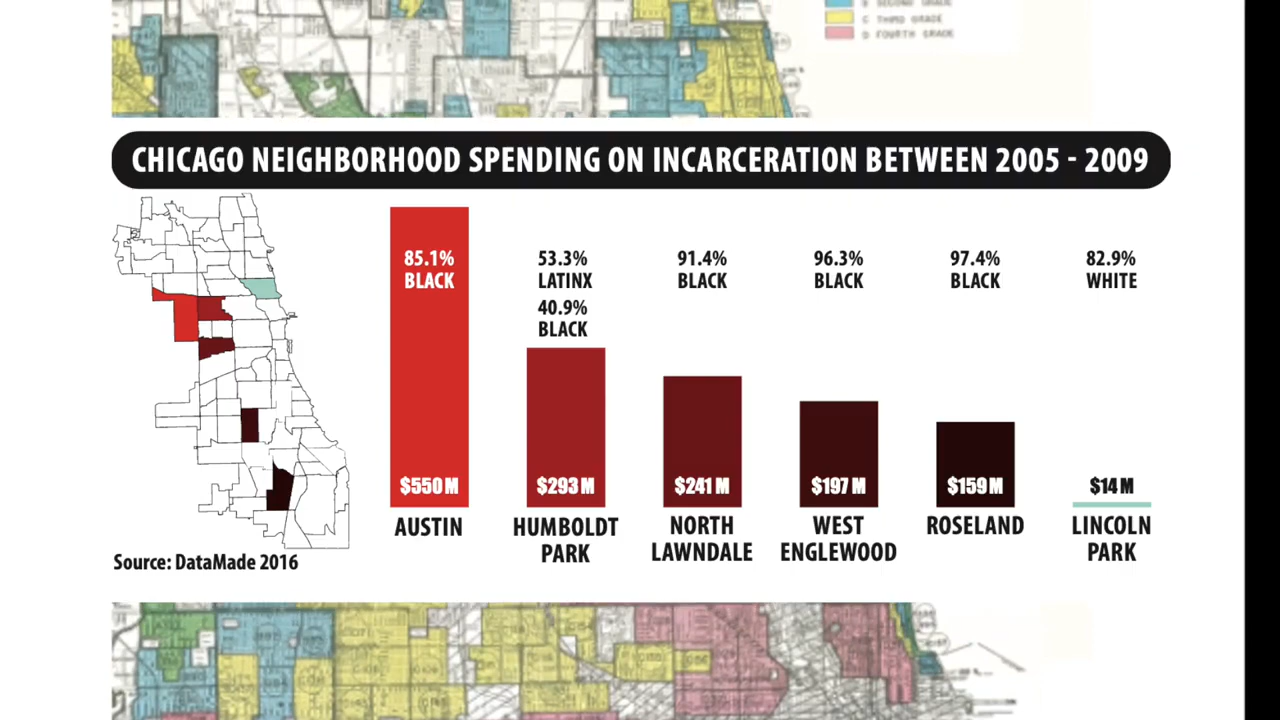 B SECOND GRADE
C THIRD GRADE
D FOURTH GRADE
CHICAGO NEIGHBORHOOD SPENDING ON INCARCERATION BETWEEN 2005 - 2009
85.1%
BLACK
53.3%
LATINX
40.9%
BLACK
91.4%
BLACK
96.3%
BLACK
97.4%
BLACK
82.9%
WHITE
$550 M
$293 M
$241 M
$197 M
$159 M
$14 M
AUSTIN
HUMBOLDT
PARK
NORTH
LAWNDALE
WEST
ENGLEWOOD
ROSELAND
LINCOLN
PARK
Source: DataMade 2016